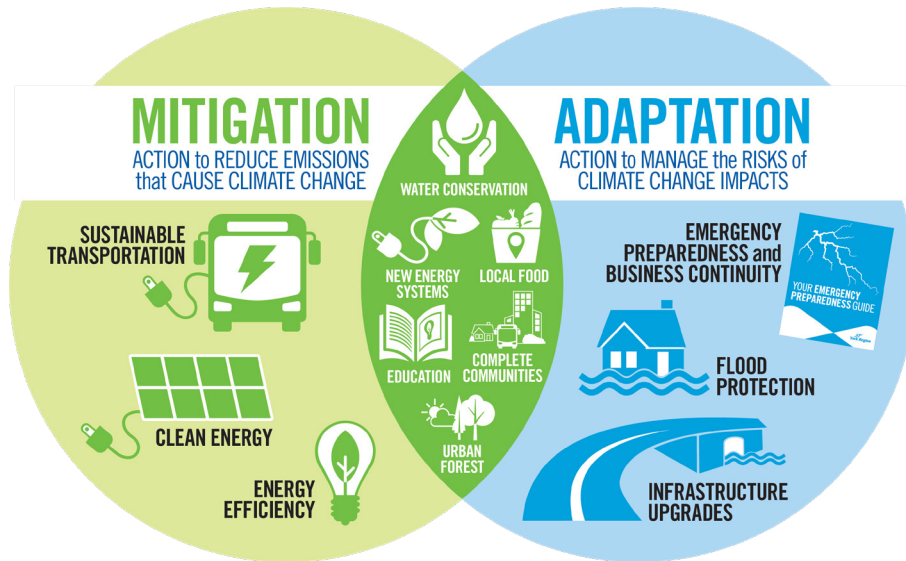 MITIGATION
ACTION to REDUCE EMISSIONS
that CAUSE CLIMATE CHANGE
SUSTAINABLE
TRANSPORTATION
CLEAN ENERGY
ENERGY
EFFICIENCY
WATER CONSERVATION
NEW ENERGY
SYSTEMS
LOCAL FOOD
EDUCATION
COMPLETE
COMMUNITIES
URBAN
FOREST
ADAPTATION
ACTION to MANAGE the RISKS of
CLIMATE CHANGE IMPACTS
EMERGENCY
PREPAREDNESS and
BUSINESS CONTINUITY
YOUR EMERGENCY
PREPAREDNESS GUIDE
York Region
FLOOD
PROTECTION
INFRASTRUCTURE
UPGRADES